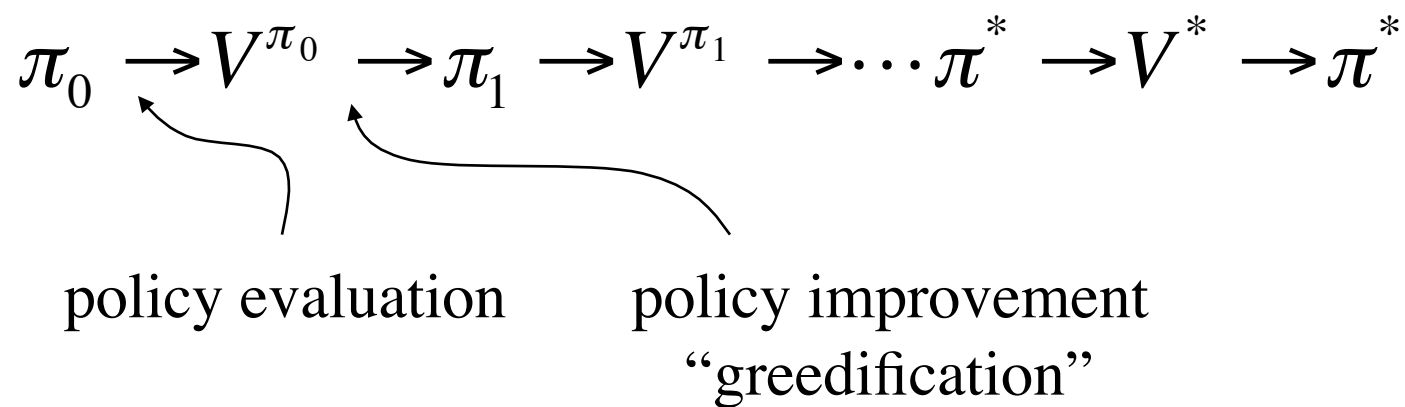 π₀ → V^π₀ → π₁ → V^π₁ → ⋯ π* → V* → π*
policy evaluation policy improvement
“greedification”